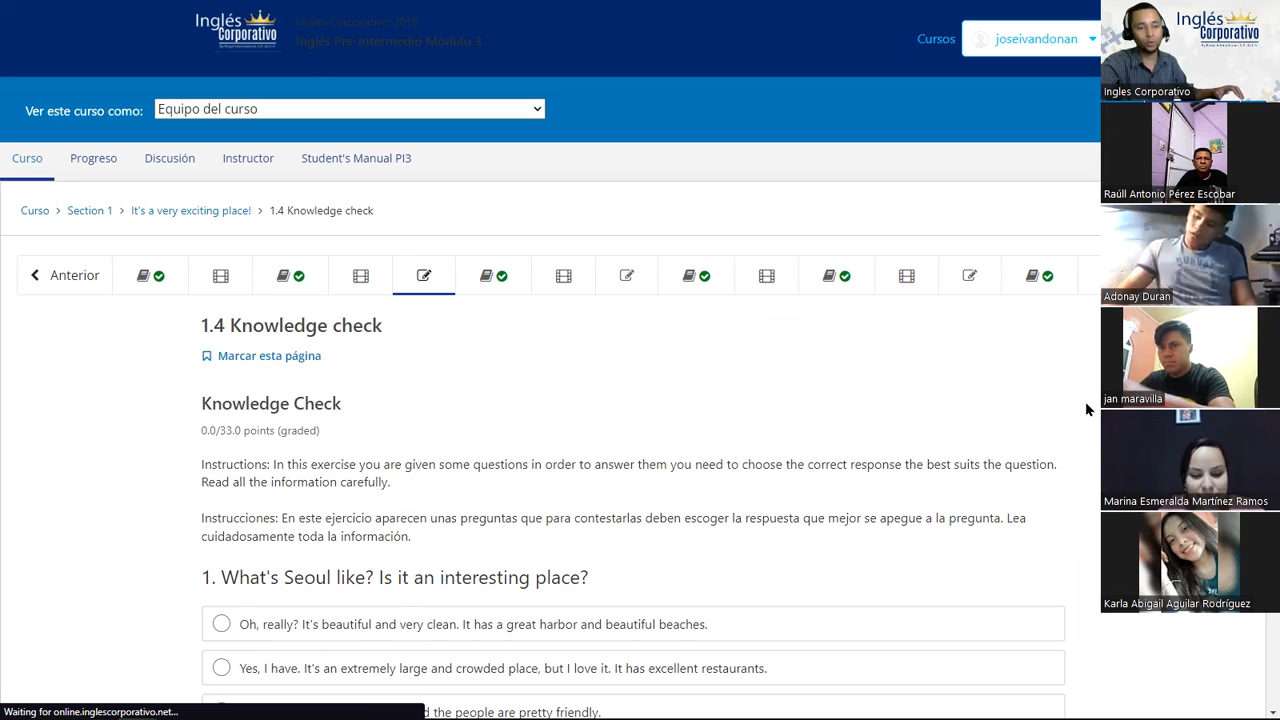 Inglés
Corporativo
Ingles Corporativo: 2018
Inglés Pre-Intermedio Módulo 3
Cursos
joseivandonan
Ver este curso como:
Equipo del curso
Curso
Progreso
Discusión
Instructor
Student's Manual PI3
Curso > Section 1 > It's a very exciting place! > 1.4 Knowledge check
Anterior
1.4 Knowledge check
Marcar esta página
Knowledge Check
0.0/33.0 points (graded)
Instructions: In this exercise you are given some questions in order to answer them you need to choose the correct response the best suits the question.
Read all the information carefully.
Instrucciones: En este ejercicio aparecen unas preguntas que para contestarlas deben escoger la respuesta que mejor se apegue a la pregunta. Lea
cuidadosamente toda la información.
1. What's Seoul like? Is it an interesting place?
Oh, really? It's beautiful and very clean. It has a great harbor and beautiful beaches.
Yes, I have. It's an extremely large and crowded place, but I love it. It has excellent restaurants.
d the people are pretty friendly.
Waiting for online.inglescorporativo.net...
Inglés
Corporativo
Ingles Corporativo
Raúll Antonio Pérez Escobar
Adonay Duran
jan maravilla
Marina Esmeralda Martínez Ramos
Karla Abigail Aguilar Rodríguez